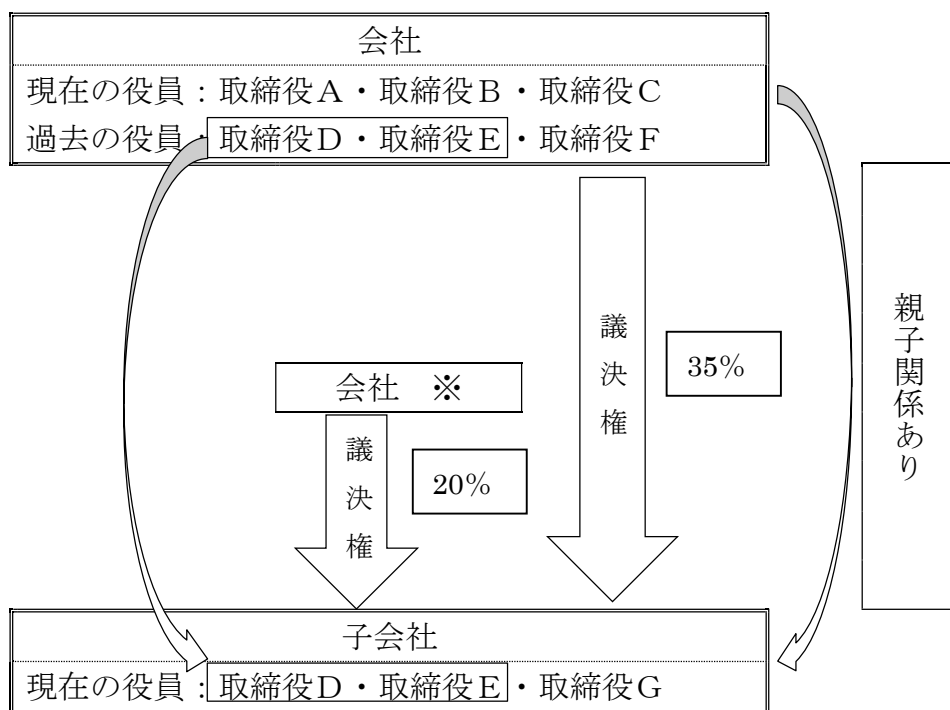 会社
現在の役員：取締役Ａ・取締役Ｂ・取締役Ｃ
過去の役員：取締役Ｄ・取締役Ｅ・取締役Ｆ
親子関係あり
議決権
35%
会社　※
議決権
20%
子会社
現在の役員：取締役Ｄ・取締役Ｅ・取締役Ｇ